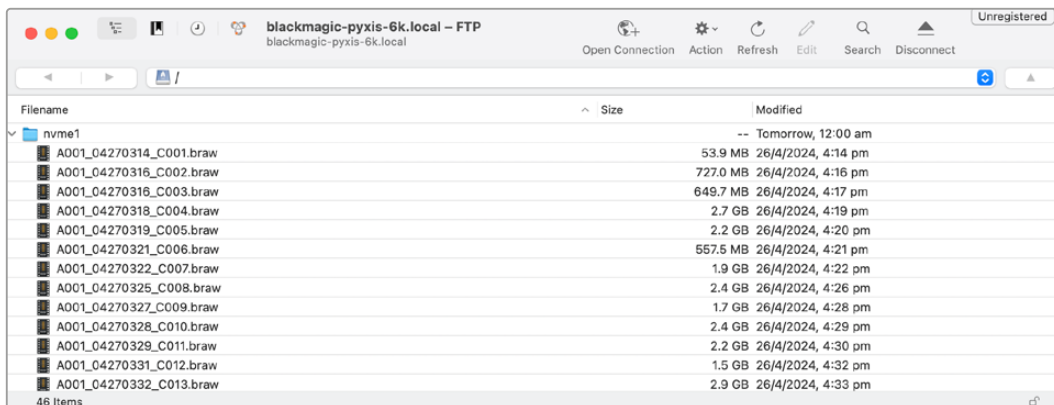 Unregistered
blackmagic-pyxis-6k.local – FTP
blackmagic-pyxis-6k.local
Open Connection Action Refresh Edit Search Disconnect
/
Filename Size Modified
nvme1 -- Tomorrow, 12:00 am
A001_04270314_C001.braw 53.9 MB 26/4/2024, 4:14 pm
A001_04270316_C002.braw 727.0 MB 26/4/2024, 4:16 pm
A001_04270316_C003.braw 649.7 MB 26/4/2024, 4:17 pm
A001_04270318_C004.braw 2.7 GB 26/4/2024, 4:19 pm
A001_04270319_C005.braw 2.2 GB 26/4/2024, 4:20 pm
A001_04270321_C006.braw 557.5 MB 26/4/2024, 4:21 pm
A001_04270322_C007.braw 1.9 GB 26/4/2024, 4:22 pm
A001_04270325_C008.braw 2.4 GB 26/4/2024, 4:26 pm
A001_04270327_C009.braw 1.7 GB 26/4/2024, 4:28 pm
A001_04270328_C010.braw 2.4 GB 26/4/2024, 4:29 pm
A001_04270329_C011.braw 2.2 GB 26/4/2024, 4:30 pm
A001_04270331_C012.braw 1.5 GB 26/4/2024, 4:32 pm
A001_04270332_C013.braw 2.9 GB 26/4/2024, 4:33 pm
46 Items